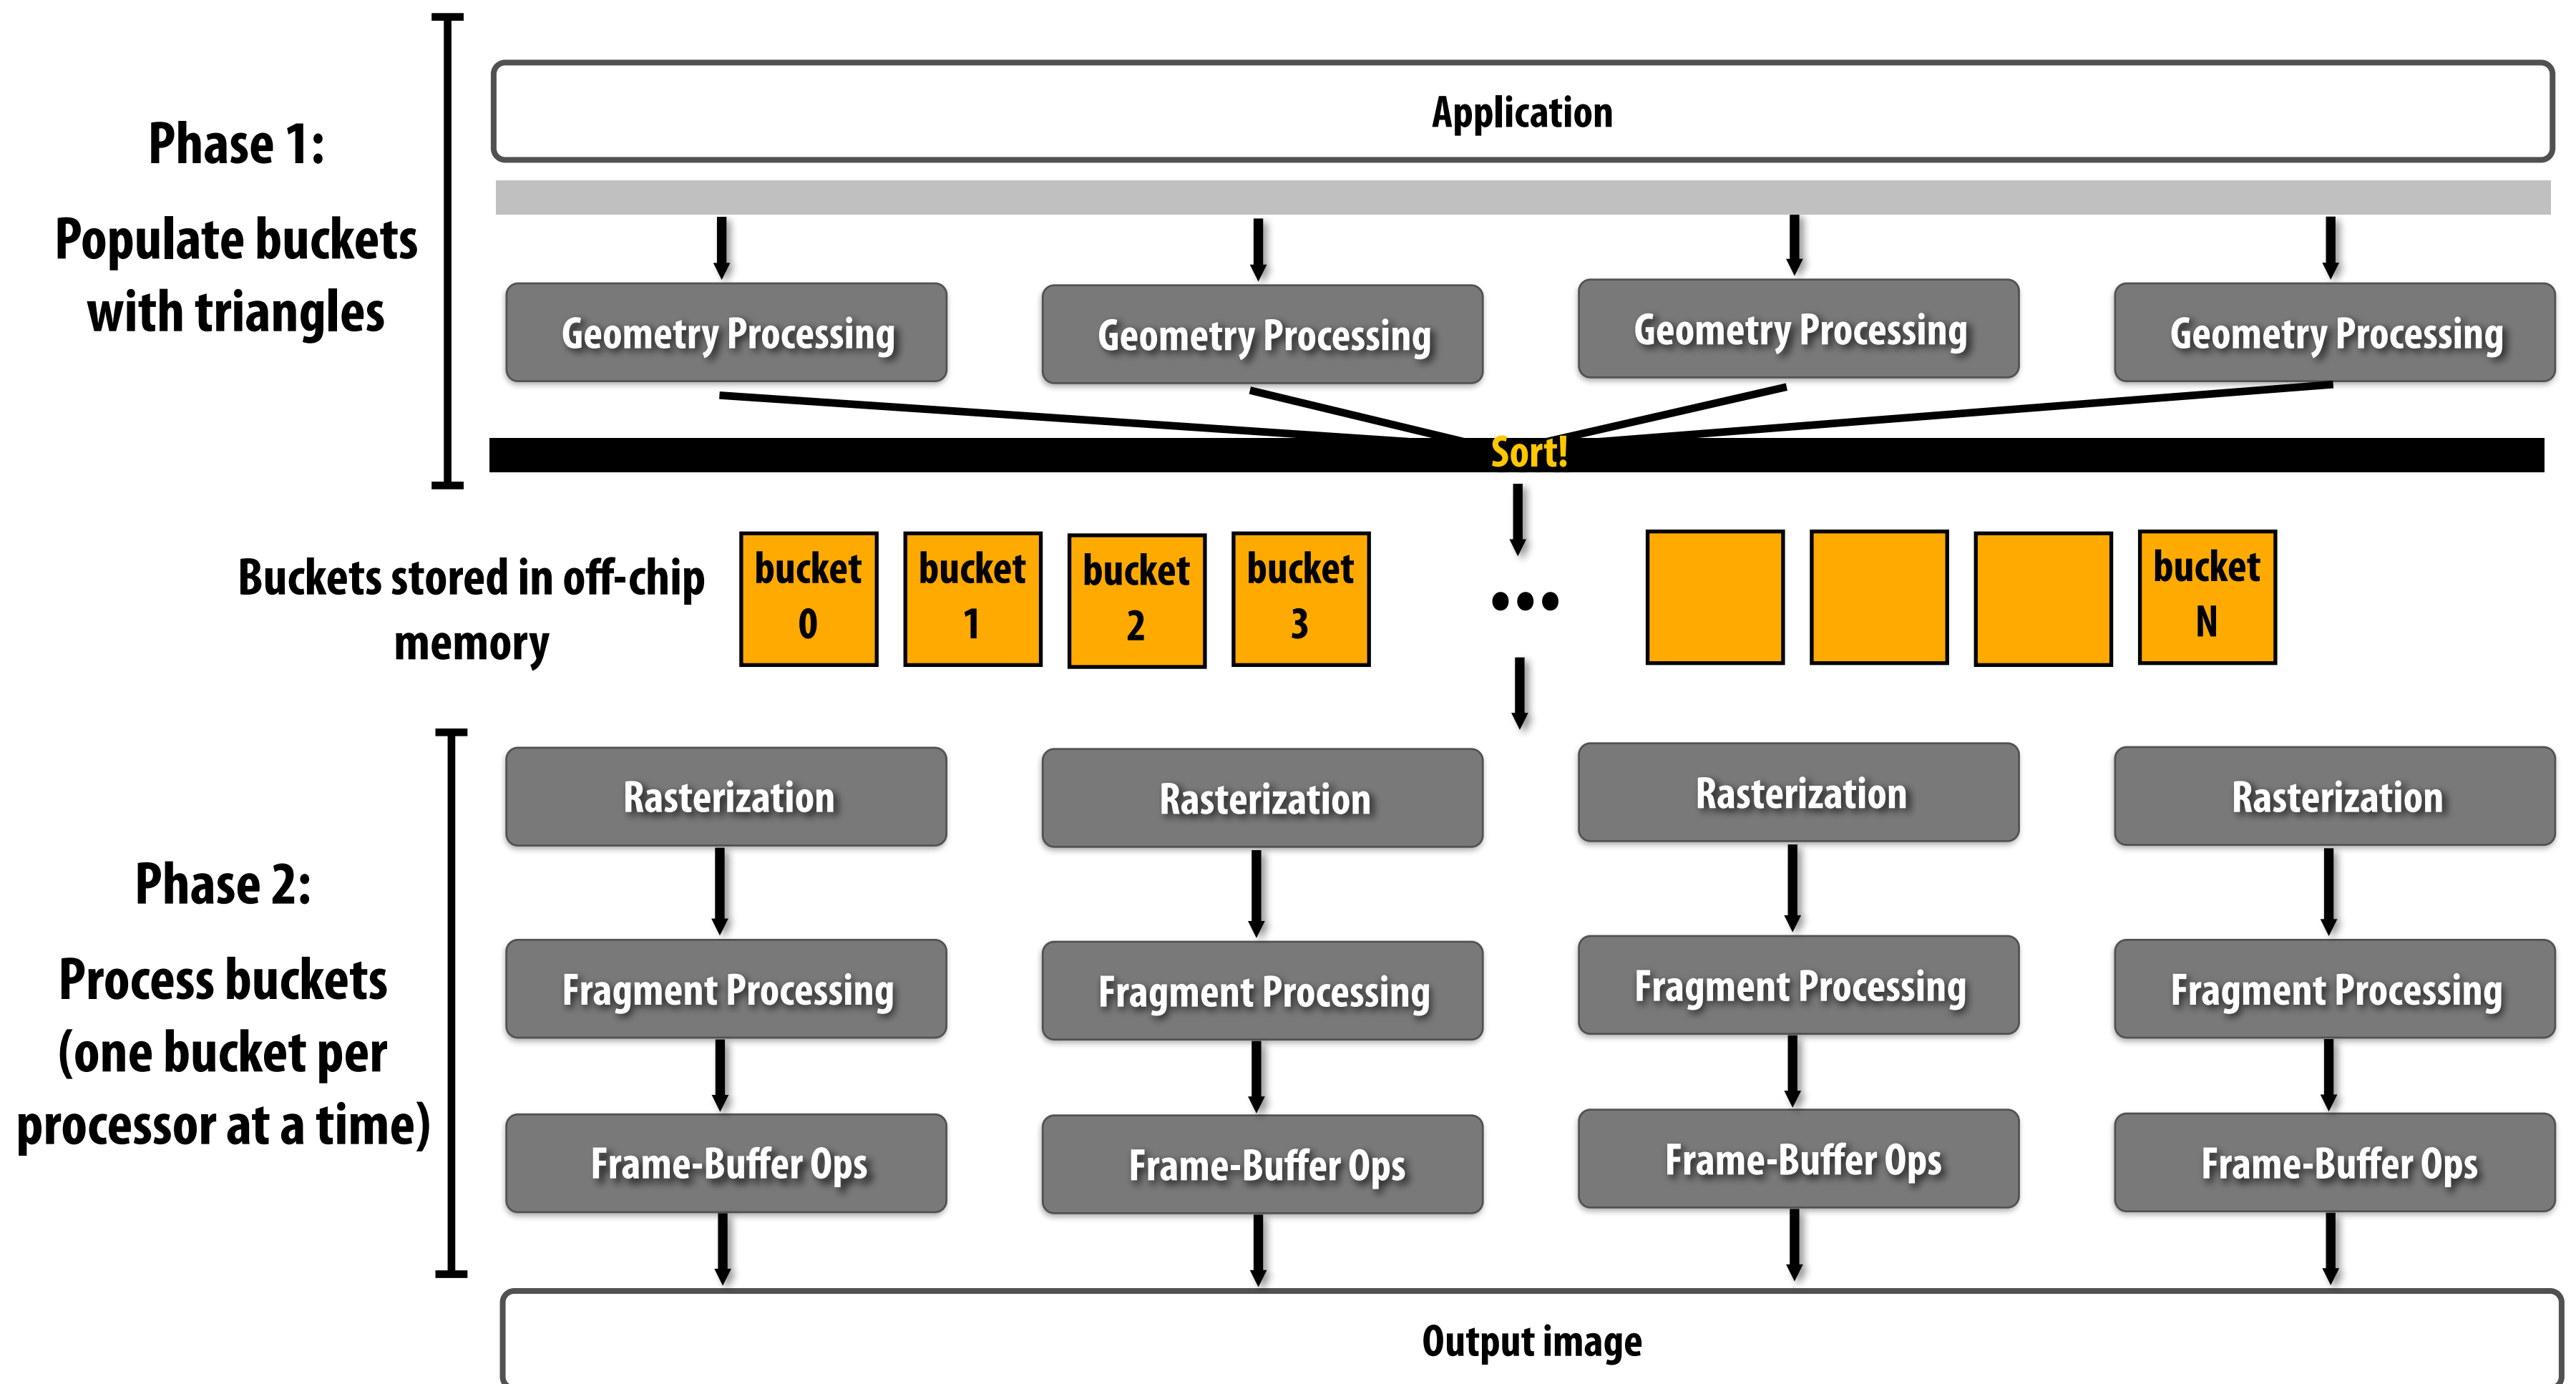 Application
Phase 1:
Populate buckets
with triangles
Geometry Processing
Geometry Processing
Geometry Processing
Geometry Processing
Sort!
Buckets stored in off-chip
memory
bucket
0
bucket
1
bucket
2
bucket
3
•••
bucket
N
Phase 2:
Process buckets
(one bucket per
processor at a time)
Rasterization
Rasterization
Rasterization
Rasterization
Fragment Processing
Fragment Processing
Fragment Processing
Fragment Processing
Frame-Buffer Ops
Frame-Buffer Ops
Frame-Buffer Ops
Frame-Buffer Ops
Output image